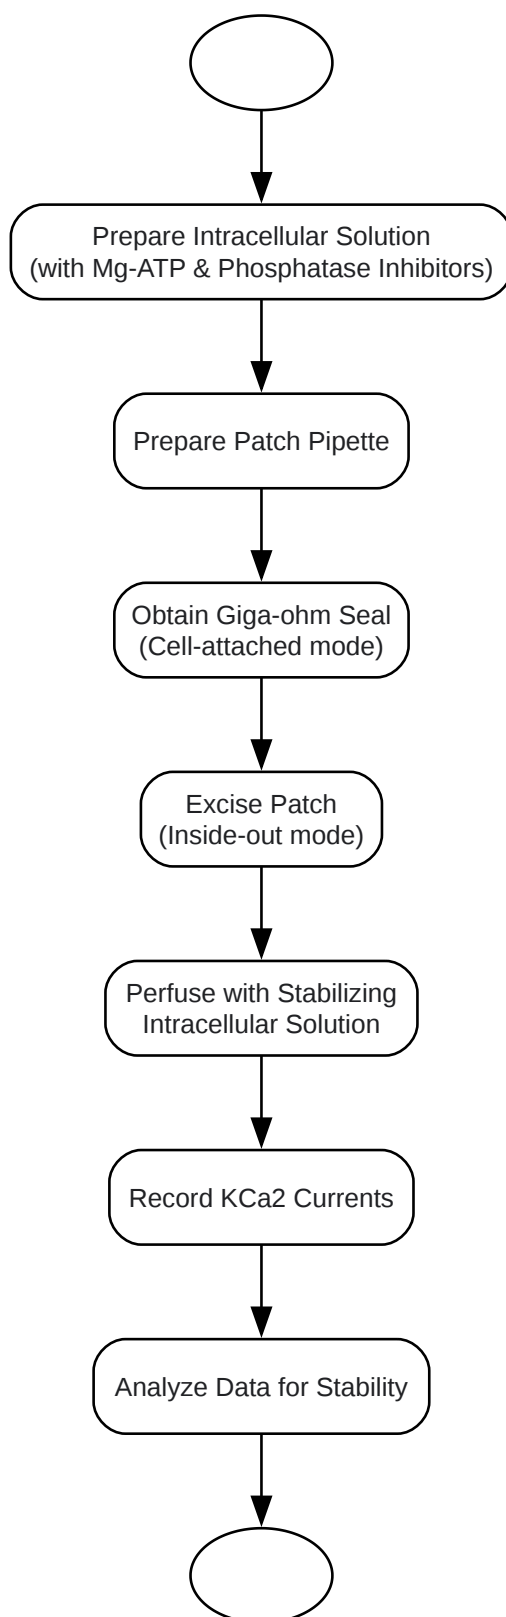 Prepare Intracellular Solution
(with Mg-ATP & Phosphatase Inhibitors)
Prepare Patch Pipette
Obtain Giga-ohm Seal
(Cell-attached mode)
Excise Patch
(Inside-out mode)
Perfuse with Stabilizing
Intracellular Solution
Record KCa2 Currents
Analyze Data for Stability